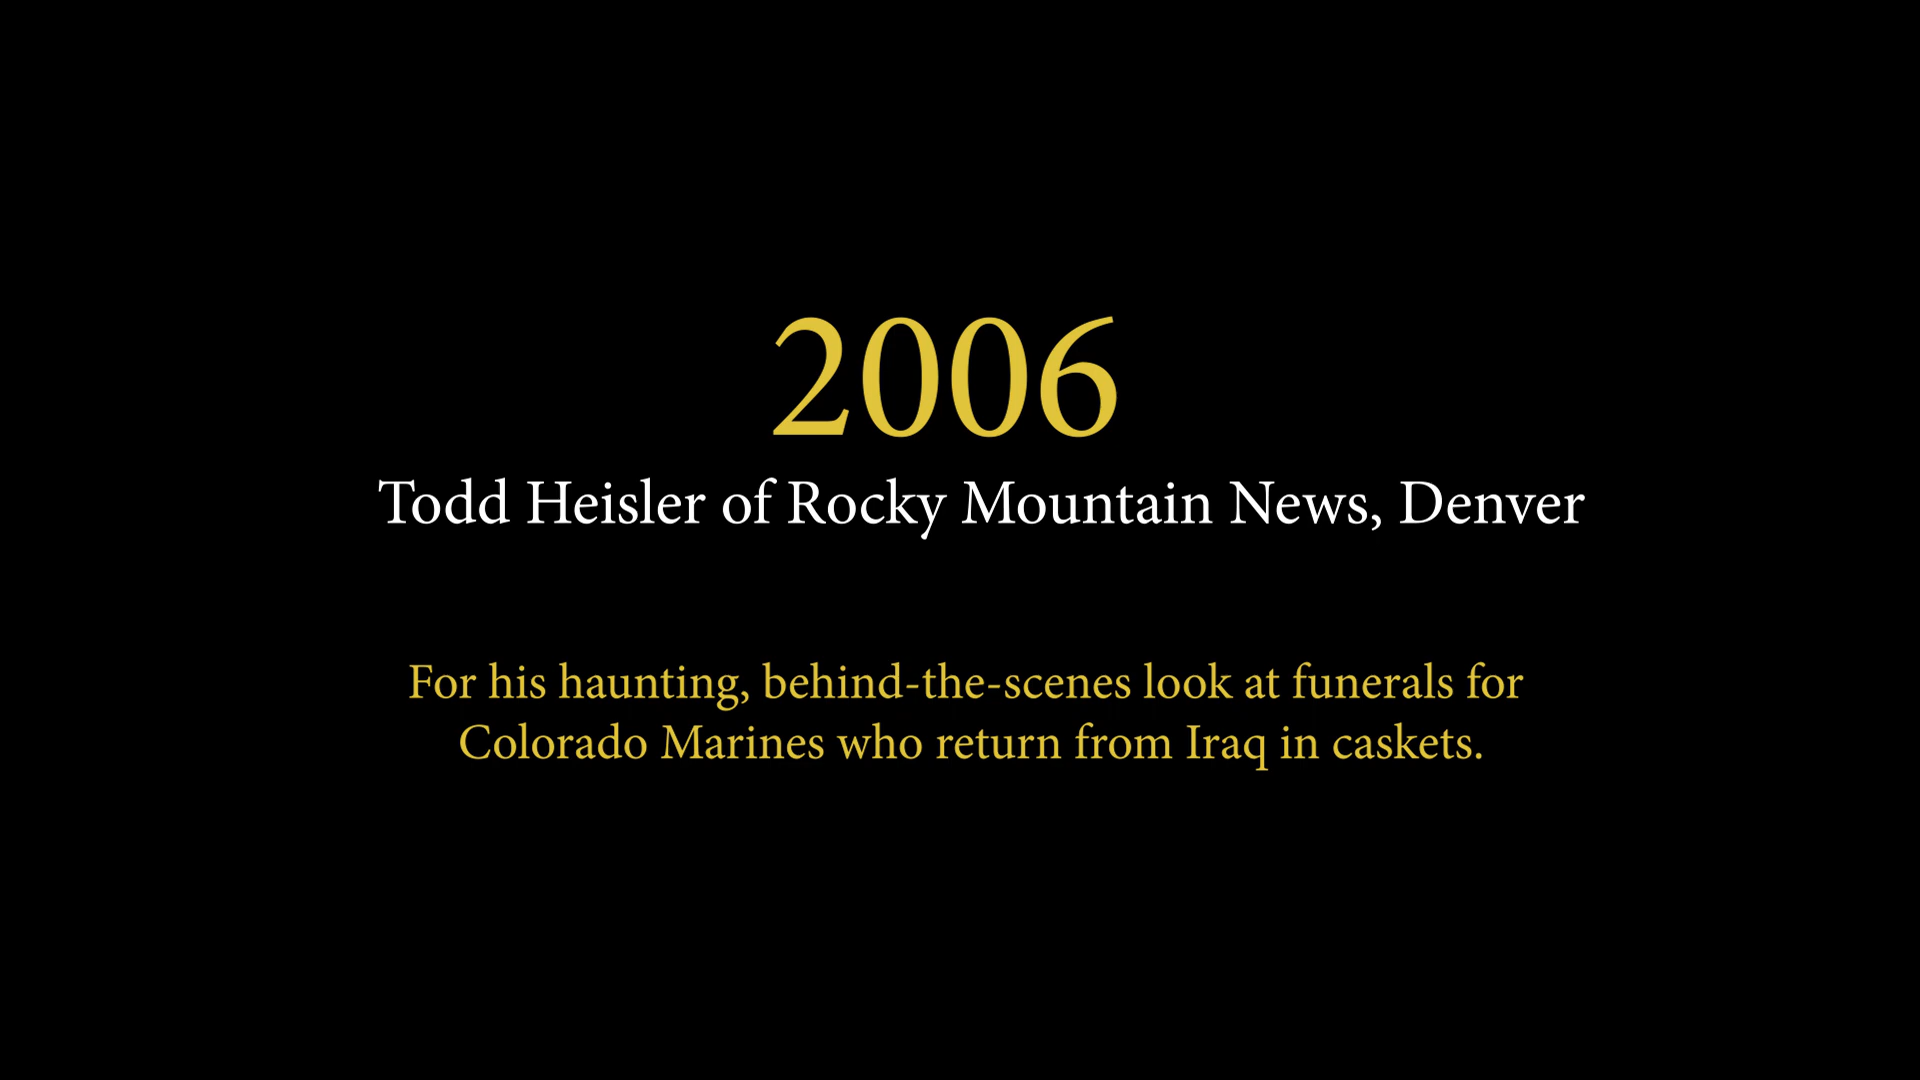 2006
Todd Heisler of Rocky Mountain News, Denver
For his haunting, behind-the-scenes look at funerals for
Colorado Marines who return from Iraq in caskets.